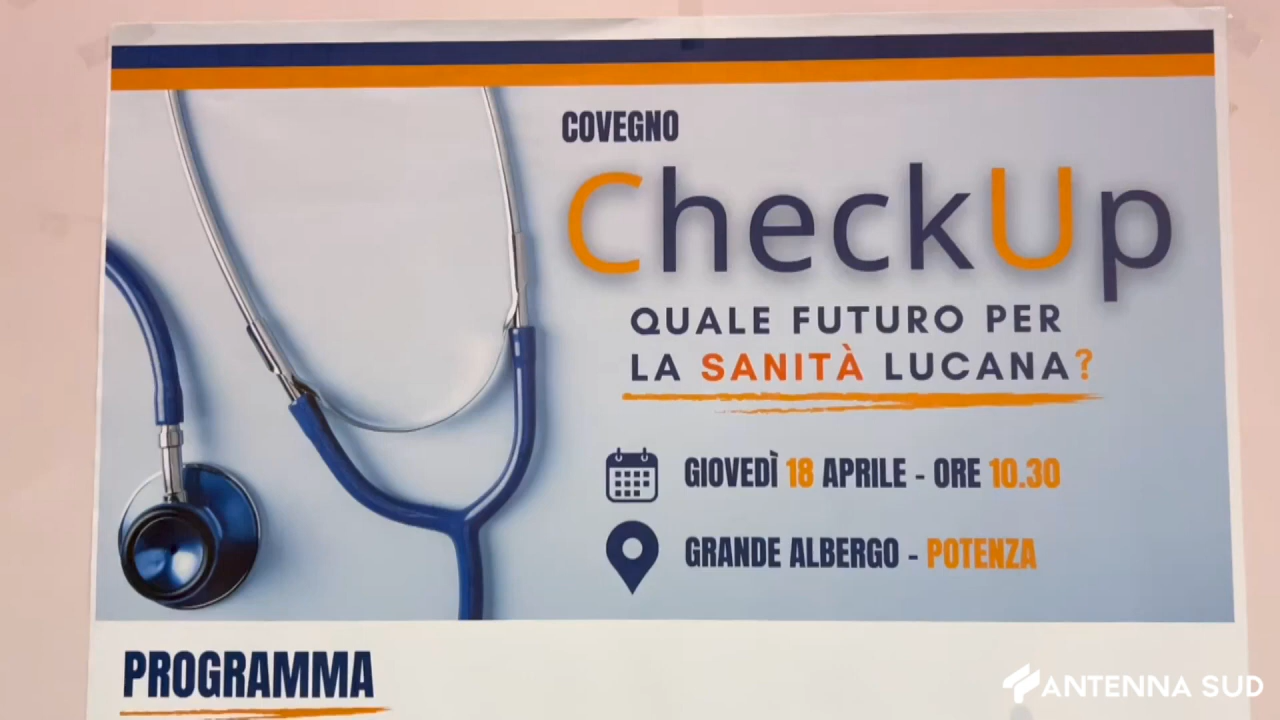 COVEGNO
CheckUp
QUALE FUTURO PER
LA SANITÀ LUCANA?
GIOVEDÌ 18 APRILE - ORE 10.30
GRANDE ALBERGO - POTENZA
PROGRAMMA
ANTENNA SUD